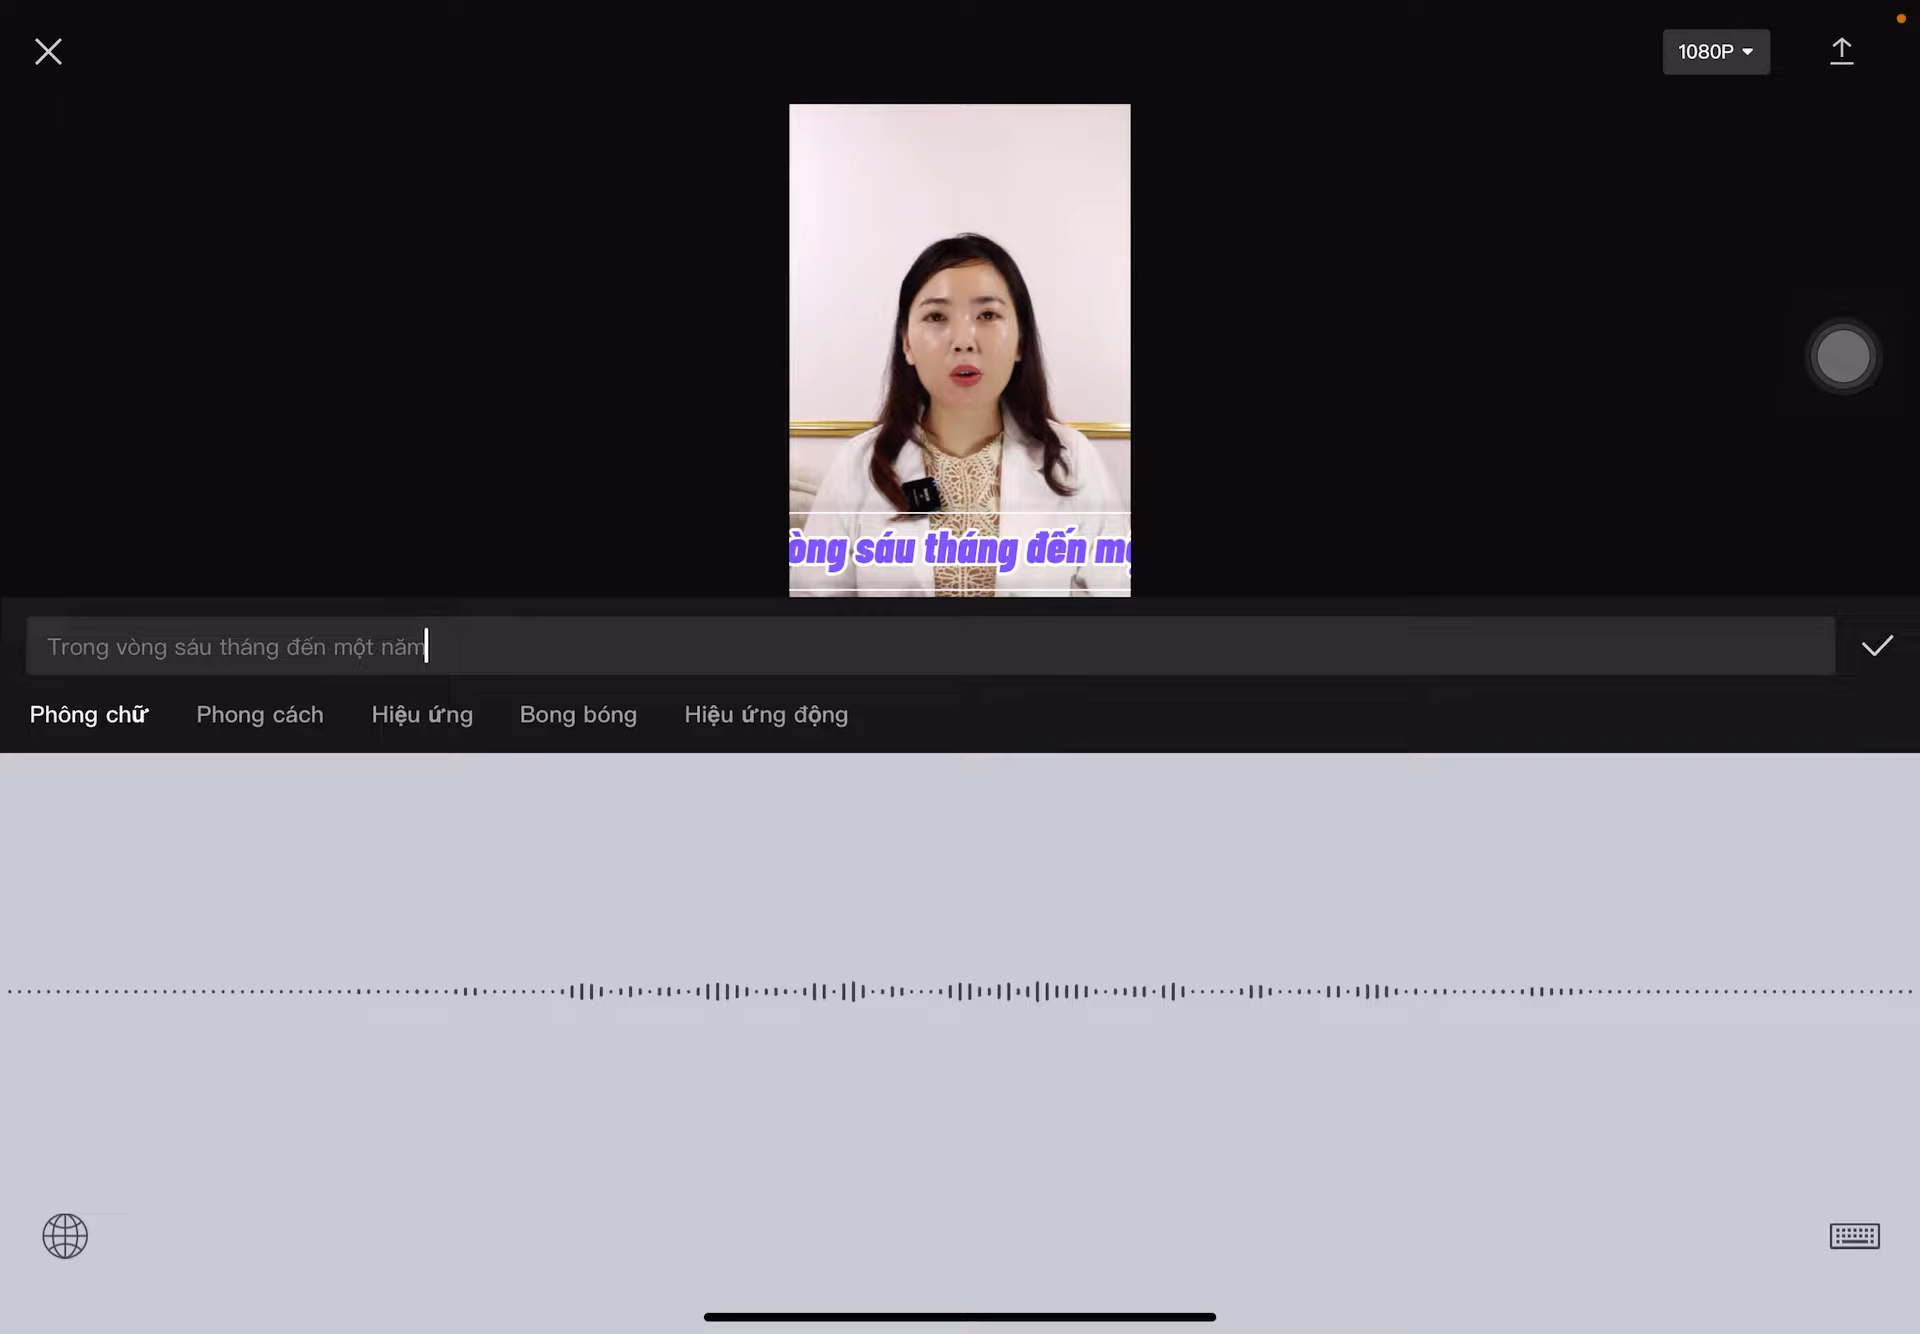 1080P
òng sáu tháng đến mộ
Trong vòng sáu tháng đến một năm
Phông chữ Phong cách Hiệu ứng Bong bóng Hiệu ứng động